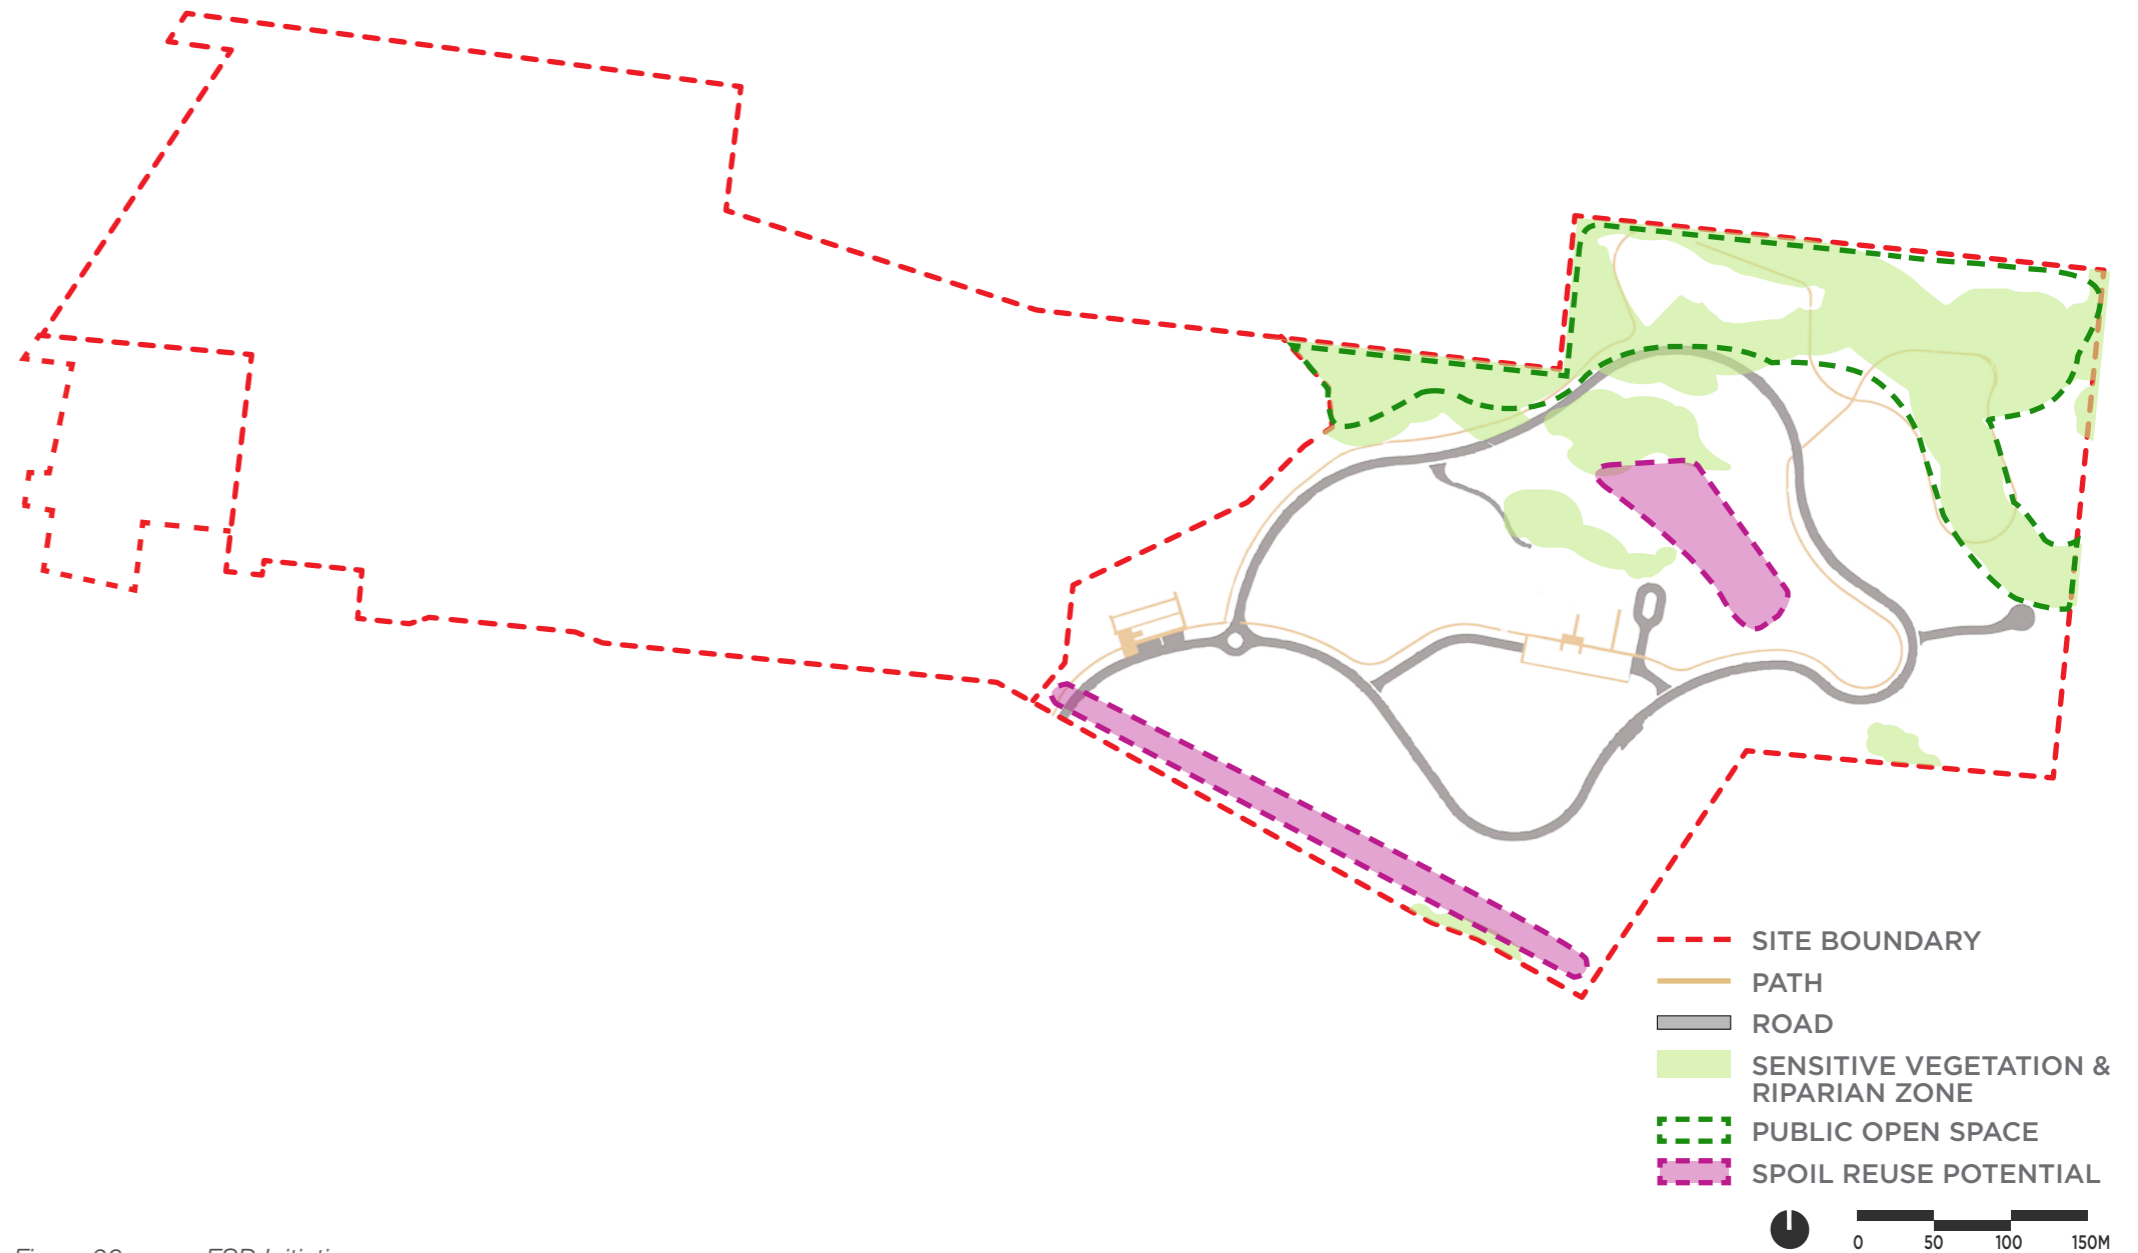 SITE BOUNDARY
PATH
ROAD
SENSITIVE VEGETATION &
RIPARIAN ZONE
PUBLIC OPEN SPACE
SPOIL REUSE POTENTIAL
0 50 100 150M